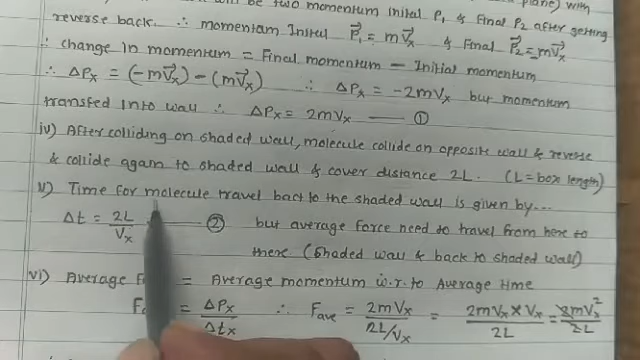 will be two momentum inital P₁ & final P₂ after getting
reverse back. ∴ momentam Inital P⃗₁ = mv⃗ₓ & Final P⃗₂ = mv⃗ₓ
∴ change in momentum = Final momentum – Initial momentum
∴ ΔPₓ = (-mV⃗ₓ) - (mV⃗ₓ) ∴ ΔPₓ = -2mVₓ but momentum
transfed into wall ∴ ΔPₓ = 2mVₓ —— ①
iv) After colliding on shaded wall, molecule collide on opposite wall & reverse
& collide again to shaded wall & cover distance 2L. (L=box length)
v) Time for molecule travel back to the shaded wall is given by...
Δt = 2L/Vₓ —— ② but average force need to travel from here to
there (shaded wall & back to shaded wall)
vi) Average = Average momentum w.r.to Average time
= ΔPₓ/Δtₓ ∴ Fave = 2mVₓ/(2L/Vₓ) = 2mVₓ × Vₓ/2L = 2mVₓ²/2L